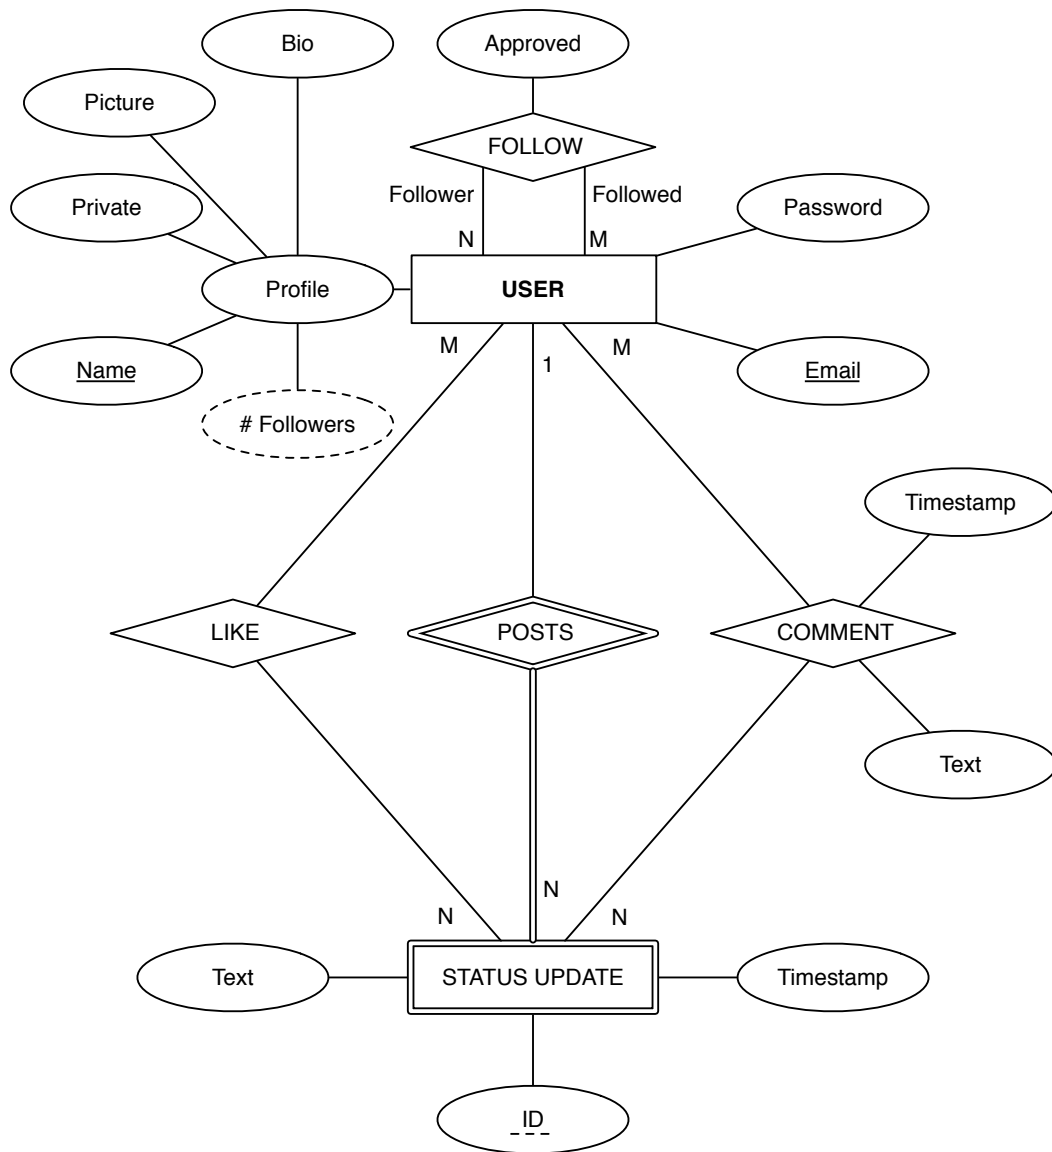 Bio
Approved
Picture
FOLLOW
Follower
Followed
Private
Password
N
M
Profile
USER
Name
M
1
M
Email
# Followers
Timestamp
LIKE
POSTS
COMMENT
Text
N
N
N
Text
STATUS UPDATE
Timestamp
ID